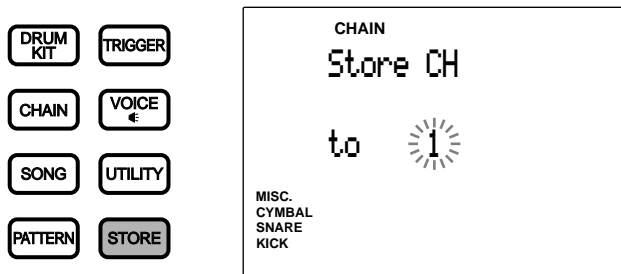 DRUM
KIT
TRIGGER
CHAIN
VOICE
SONG
UTILITY
PATTERN
STORE
CHAIN
Store CH
to 1
MISC.
CYMBAL
SNARE
KICK